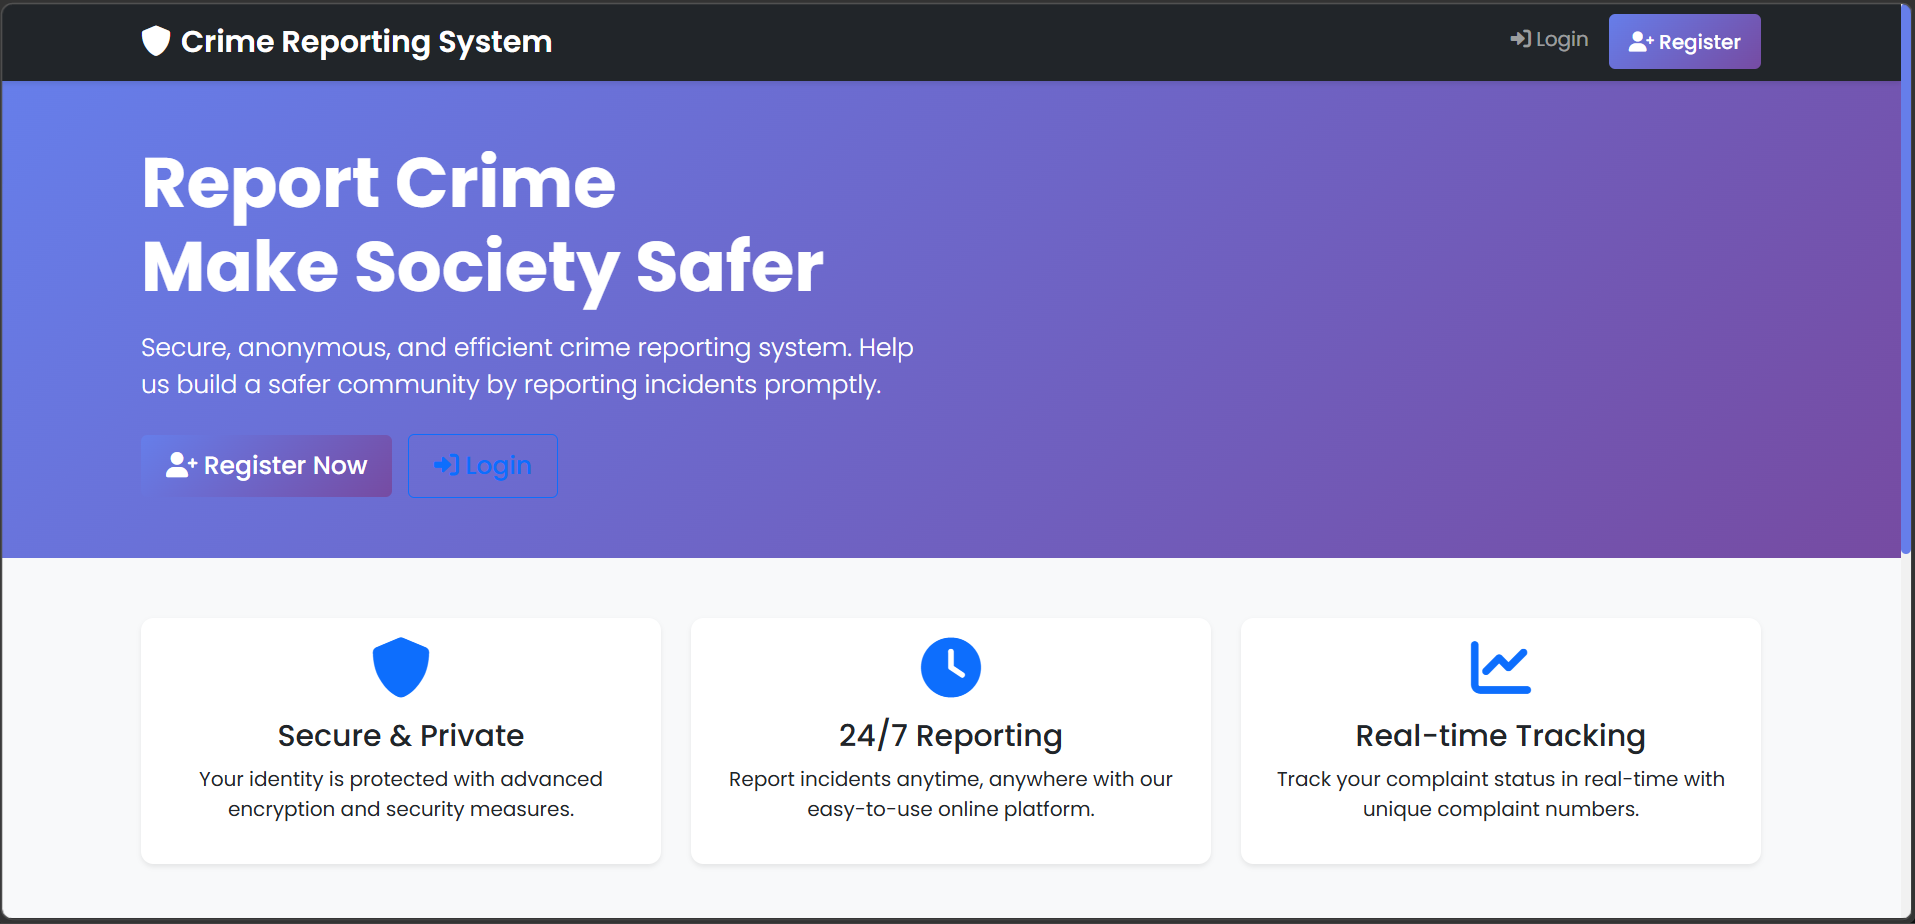 Crime Reporting System
Login
Register
Report Crime
Make Society Safer
Secure, anonymous, and efficient crime reporting system. Help
us build a safer community by reporting incidents promptly.
Register Now
Login
Secure & Private
Your identity is protected with advanced
encryption and security measures.
24/7 Reporting
Report incidents anytime, anywhere with our
easy-to-use online platform.
Real-time Tracking
Track your complaint status in real-time with
unique complaint numbers.